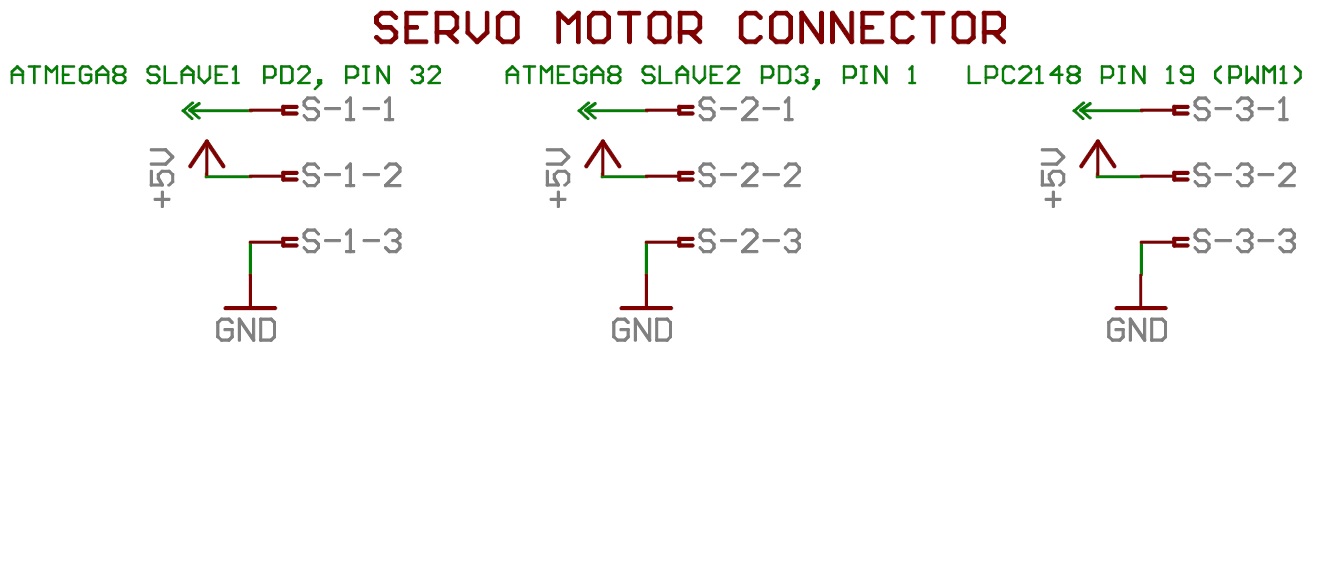 SERVO MOTOR CONNECTOR
ATMEGA8 SLAVE1 PD2, PIN 32
S-1-1
+5V
S-1-2
S-1-3
GND
ATMEGA8 SLAVE2 PD3, PIN 1
S-2-1
+5V
S-2-2
S-2-3
GND
LPC2148 PIN 19 (PWM1)
S-3-1
+5V
S-3-2
S-3-3
GND